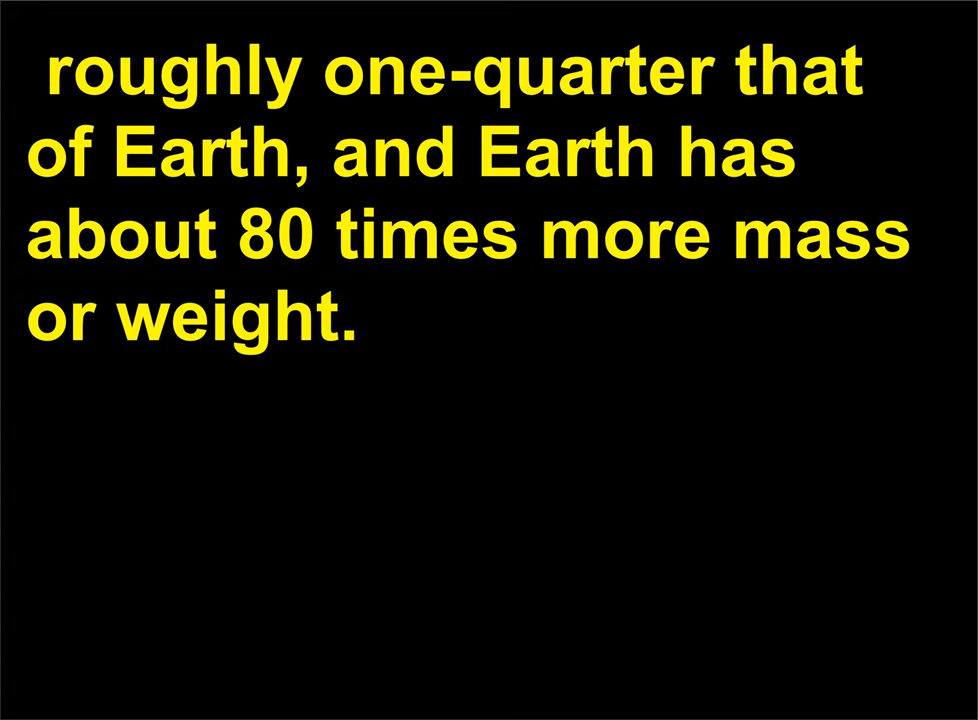 roughly one-quarter that
of Earth, and Earth has
about 80 times more mass
or weight.